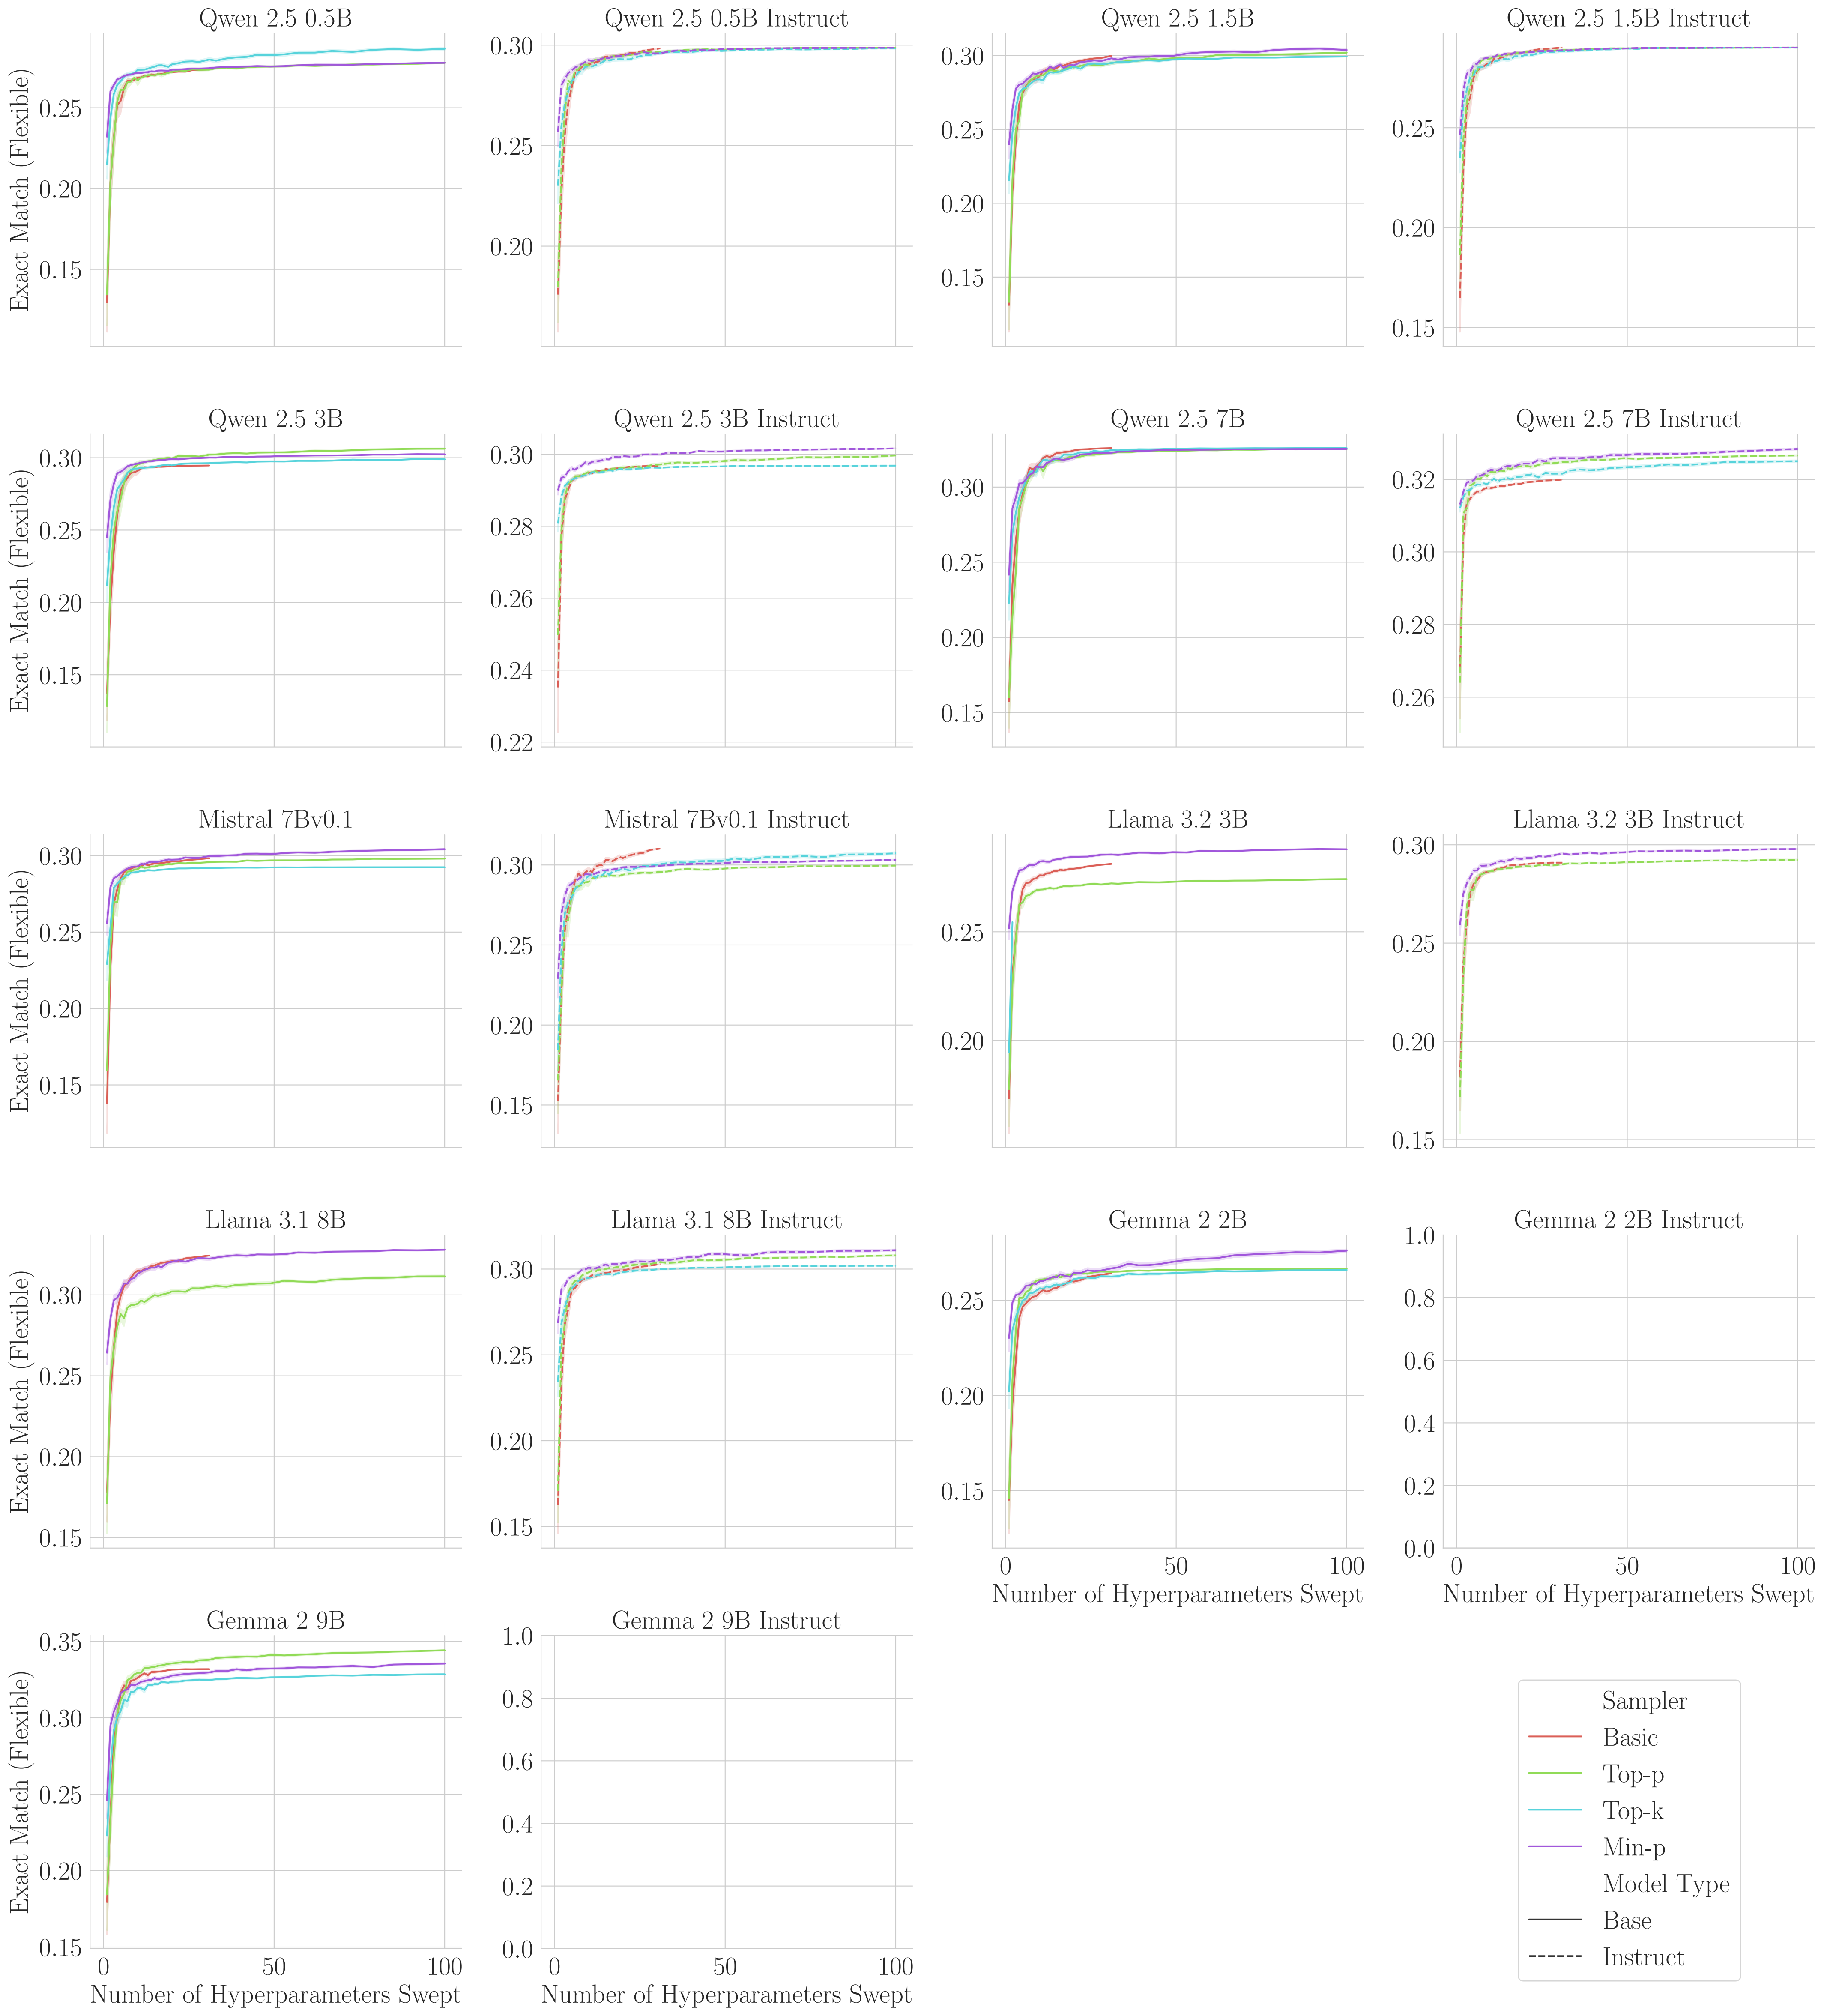 Qwen 2.5 0.5B
Qwen 2.5 0.5B Instruct
Qwen 2.5 1.5B
Qwen 2.5 1.5B Instruct
Exact Match (Flexible)
0.25
0.20
0.15
0.30
0.25
0.20
0.30
0.25
0.20
0.15
0.25
0.20
0.15
Qwen 2.5 3B
Qwen 2.5 3B Instruct
Qwen 2.5 7B
Qwen 2.5 7B Instruct
Exact Match (Flexible)
0.30
0.25
0.20
0.15
0.30
0.28
0.26
0.24
0.22
0.30
0.25
0.20
0.15
0.32
0.30
0.28
0.26
Mistral 7Bv0.1
Mistral 7Bv0.1 Instruct
Llama 3.2 3B
Llama 3.2 3B Instruct
Exact Match (Flexible)
0.30
0.25
0.20
0.15
0.30
0.25
0.20
0.15
0.25
0.20
0.30
0.25
0.20
0.15
Llama 3.1 8B
Llama 3.1 8B Instruct
Gemma 2 2B
Gemma 2 2B Instruct
Exact Match (Flexible)
0.30
0.25
0.20
0.15
0.30
0.25
0.20
0.15
0.25
0.20
0.15
0 50 100
Number of Hyperparameters Swept
1.0
0.8
0.6
0.4
0.2
0.0
0 50 100
Number of Hyperparameters Swept
Gemma 2 9B
Gemma 2 9B Instruct
Exact Match (Flexible)
0.35
0.30
0.25
0.20
0.15
0 50 100
Number of Hyperparameters Swept
1.0
0.8
0.6
0.4
0.2
0.0
0 50 100
Number of Hyperparameters Swept
Sampler
Basic
Top-p
Top-k
Min-p
Model Type
Base
Instruct